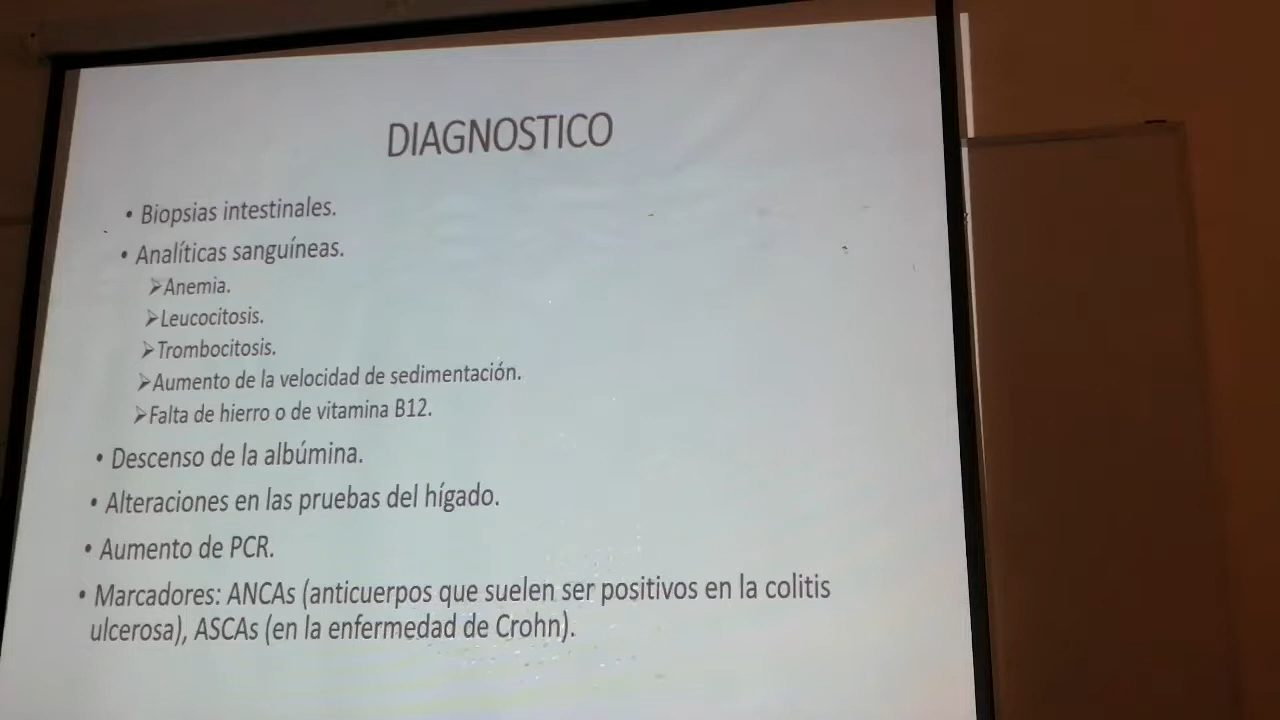 DIAGNOSTICO
• Biopsias intestinales.
• Analíticas sanguíneas.
➢Anemia.
➢Leucocitosis.
➢Trombocitosis.
➢Aumento de la velocidad de sedimentación.
➢Falta de hierro o de vitamina B12.
• Descenso de la albúmina.
• Alteraciones en las pruebas del hígado.
• Aumento de PCR.
• Marcadores: ANCAs (anticuerpos que suelen ser positivos en la colitis
ulcerosa), ASCAs (en la enfermedad de Crohn).